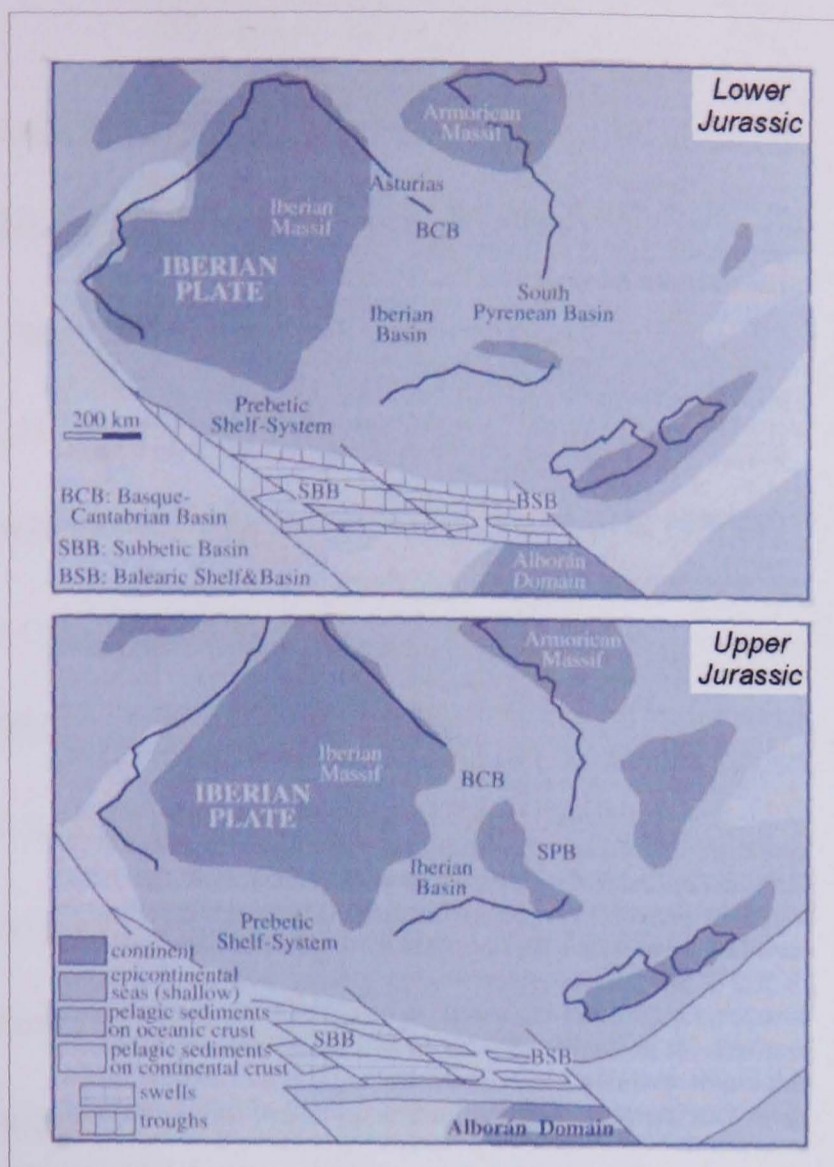 Lower
Jurassic
Armorican
Massif
Asturias
Iberian
Massif
BCB
IBERIAN
PLATE
South
Pyrenean Basin
Iberian
Basin
Prebetic
Shelf-System
200 km
SBB
BSB
BCB: Basque-
Cantabrian Basin
SBB: Subbetic Basin
BSB: Balearic Shelf&Basin
Alborán
Domain
Upper
Jurassic
Armorican
Massif
Iberian
Massif
BCB
IBERIAN
PLATE
SPB
Iberian
Basin
Prebetic
Shelf-System
continent
epicontinental
seas (shallow)
pelagic sediments
on oceanic crust
pelagic sediments
on continental crust
swells
troughs
SBB
BSB
Alborán Domain